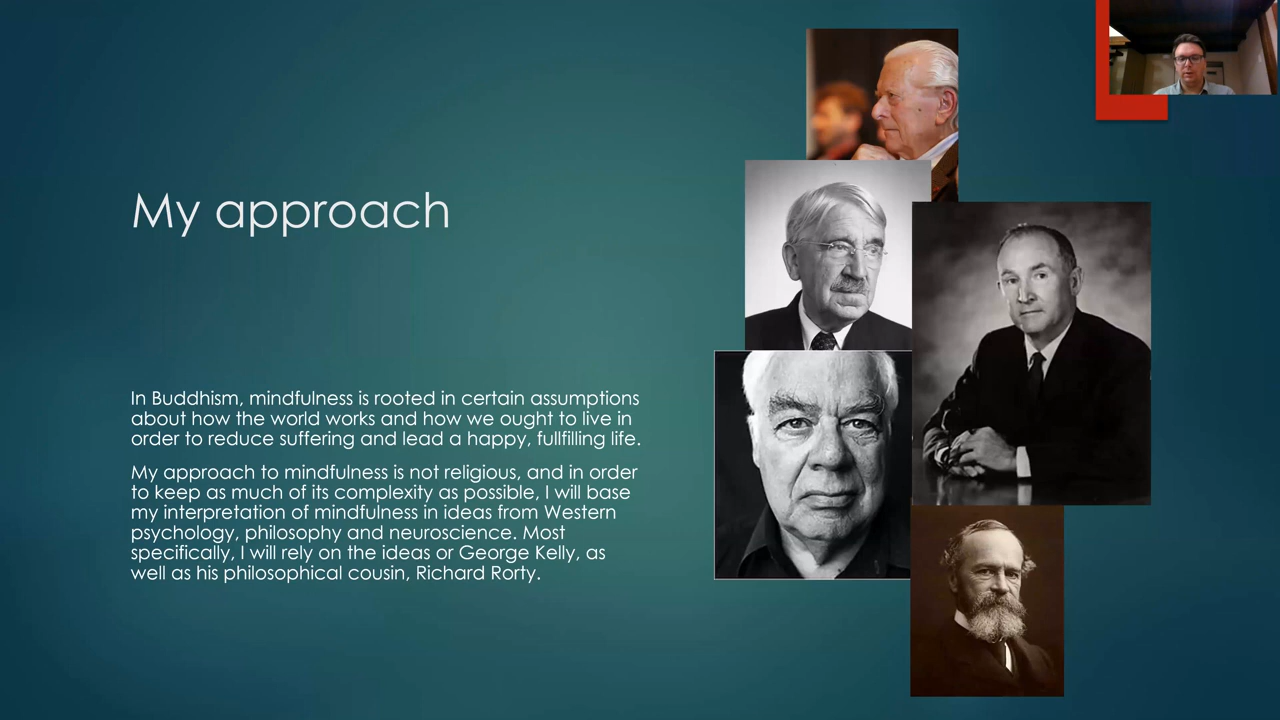 My approach
In Buddhism, mindfulness is rooted in certain assumptions
about how the world works and how we ought to live in
order to reduce suffering and lead a happy, fullfilling life.
My approach to mindfulness is not religious, and in order
to keep as much of its complexity as possible, I will base
my interpretation of mindfulness in ideas from Western
psychology, philosophy and neuroscience. Most
specifically, I will rely on the ideas or George Kelly, as
well as his philosophical cousin, Richard Rorty.